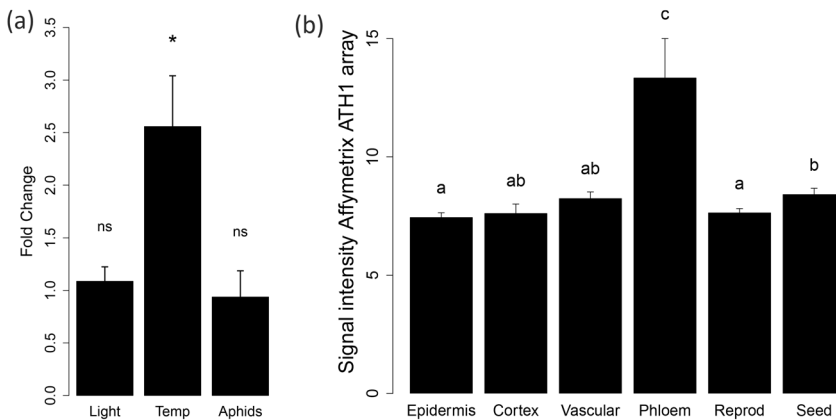 (a)
Fold Change
3.5
3.0
2.5
2.0
1.5
1.0
0.5
0.0
ns
*
ns
Light Temp Aphids
(b)
Signal intensity Affymetrix ATH1 array
15
10
5
0
a
ab
ab
c
a
b
Epidermis Cortex Vascular Phloem Reprod Seed